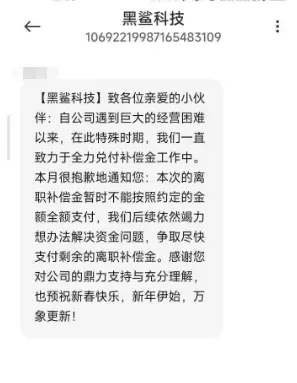 黑鲨科技
10692219987165483109
【黑鲨科技】致各位亲爱的小伙
伴：自公司遇到巨大的经营困难
以来，在此特殊时期，我们一直
致力于全力兑付补偿金工作中。
本月很抱歉地通知您：本次的离
职补偿金暂时不能按照约定的金
额全额支付，我们后续依然竭力
想办法解决资金问题，争取尽快
支付剩余的离职补偿金。感谢您
对公司的鼎力支持与充分理解，
也预祝新春快乐，新年伊始，万
象更新！